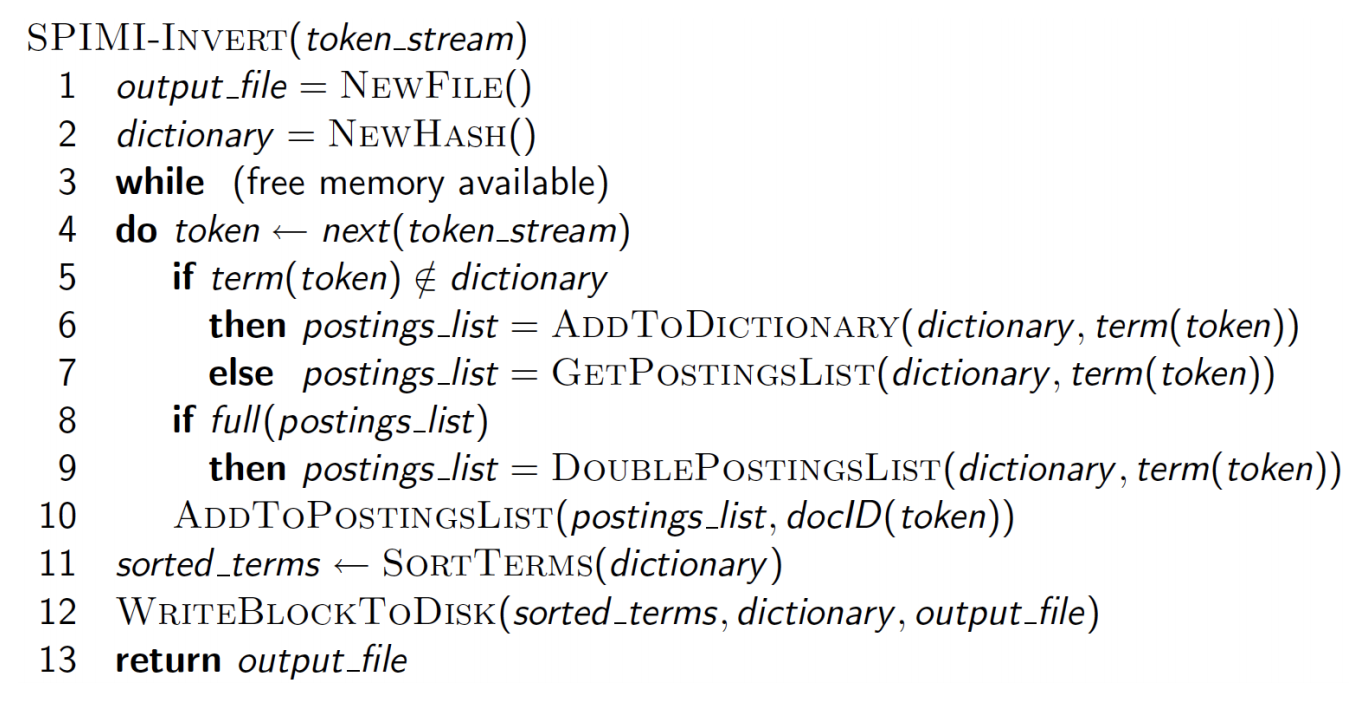 SPIMI-INVERT(token_stream)
1 output_file = NEWFILE()
2 dictionary = NEWHASH()
3 while (free memory available)
4 do token ← next(token_stream)
5 if term(token) ∉ dictionary
6 then postings_list = ADDTODICTIONARY(dictionary, term(token))
7 else postings_list = GETPOSTINGSLIST(dictionary, term(token))
8 if full(postings_list)
9 then postings_list = DOUBLEPOSTINGSLIST(dictionary, term(token))
10 ADDTOPOSTINGSLIST(postings_list, docID(token))
11 sorted_terms ← SORTTERMS(dictionary)
12 WRITEBLOCKTODISK(sorted_terms, dictionary, output_file)
13 return output_file